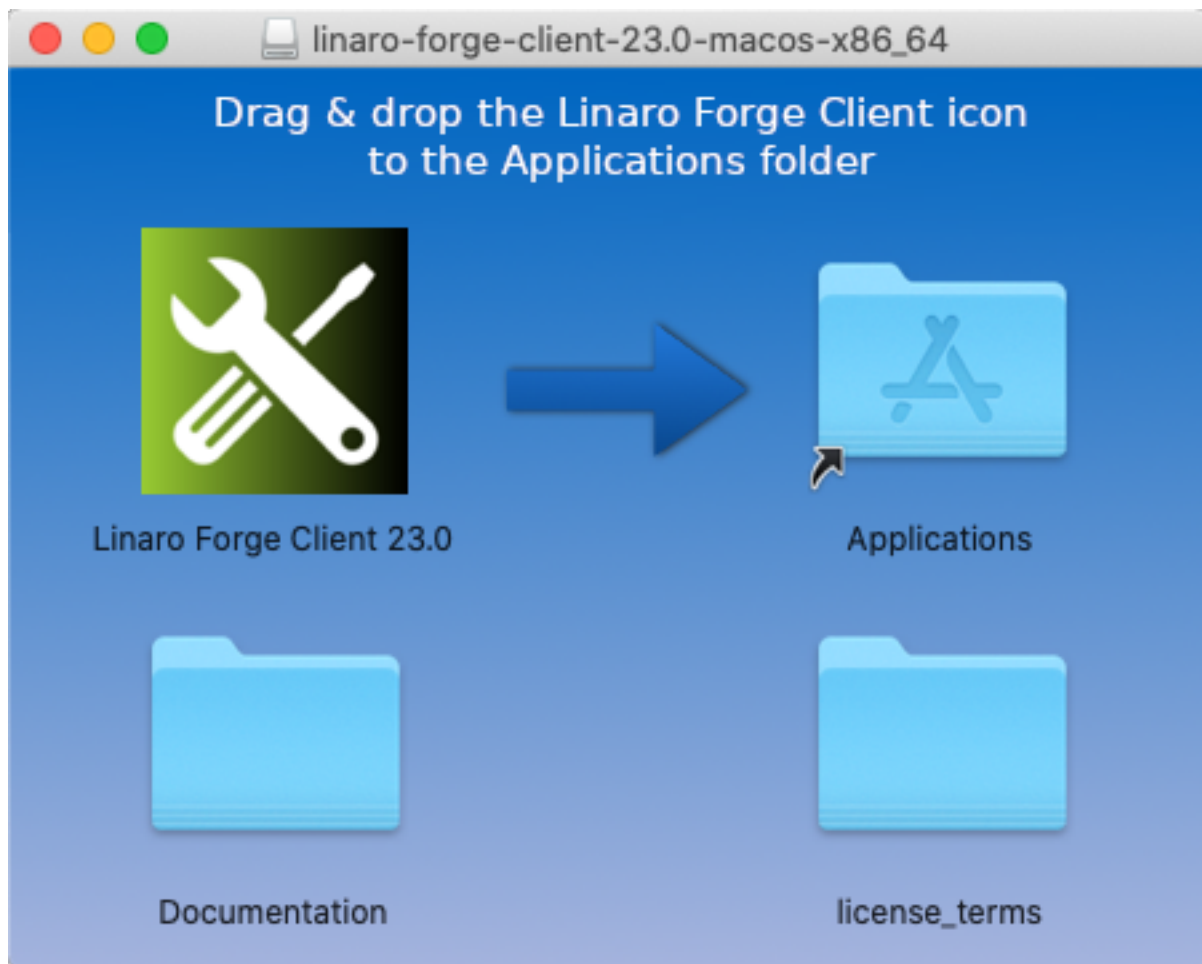 linaro-forge-client-23.0-macos-x86_64
Drag & drop the Linaro Forge Client icon
to the Applications folder
Linaro Forge Client 23.0
Applications
Documentation
license_terms